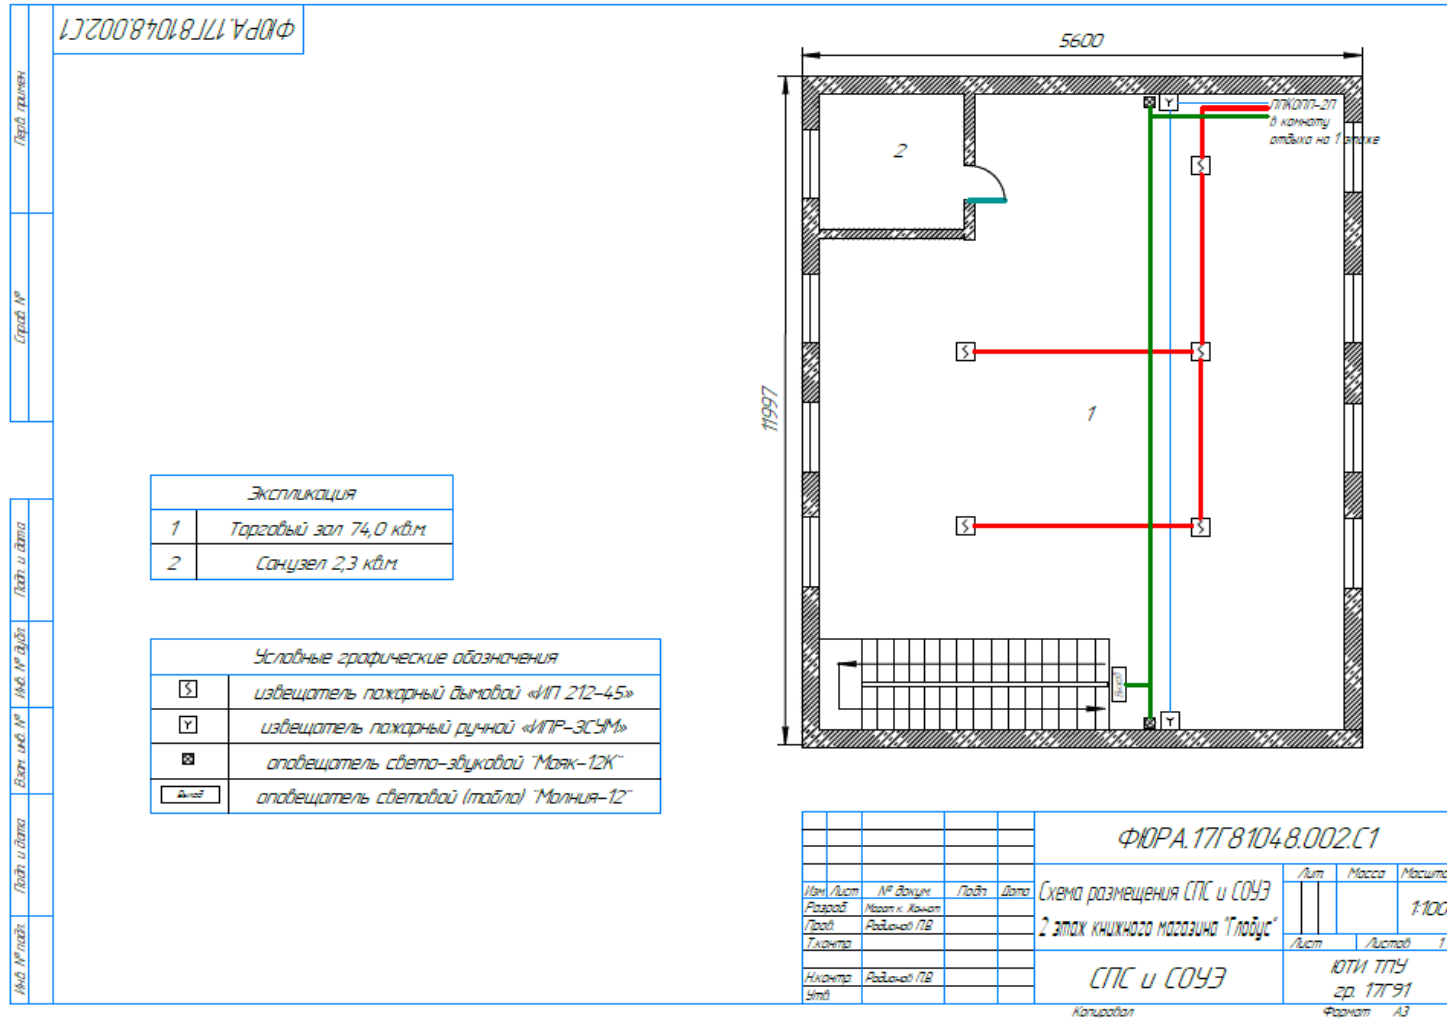 ФЮРА.17Г81048.002.С1
Перв. примен.
Справ. №
Подп. и дата
Инв. № дубл.
Взам. инв. №
Подп. и дата
Инв. № подл.
5600
11997
ППКОПП-2П
в комнату
отдыха на 1 этаже
2
1
Выход
Экспликация
1 Торговый зал 74,0 кв.м.
2 Сан.узел 2,3 кв.м.
Условные графические обозначения
извещатель пожарный дымовой «ИП 212-45»
извещатель пожарный ручной «ИПР-3СУМ»
оповещатель свето-звуковой "Маяк-12К"
Выход оповещатель световой (табло) "Молния-12"
ФЮРА.17Г81048.002.С1
Изм. Лист № докум. Подп. Дата
Разраб.
Пров. Родионов П.В.
Т.контр.
Н.контр. Родионов П.В.
Утв.
Схема размещения СПС и СОУЭ
2 этаж книжного магазина "Глобус"
Лит. Масса Масшта
1:100
Лист Листов 1
СПС и СОУЭ
ЮТИ ТПУ
гр. 17Г91
Копировал Формат А3